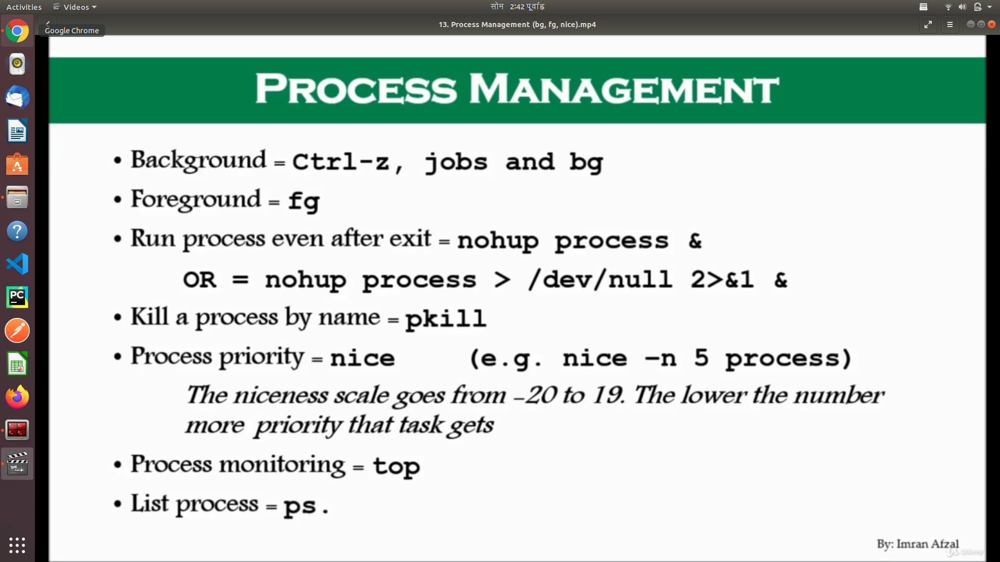 Activities
Videos
सोम 2:42 पूर्वाह्न
Google Chrome
13. Process Management (bg, fg, nice).mp4
PROCESS MANAGEMENT
• Background = Ctrl-z, jobs and bg
• Foreground = fg
• Run process even after exit = nohup process &
OR = nohup process > /dev/null 2>&1 &
• Kill a process by name = pkill
• Process priority = nice (e.g. nice –n 5 process)
The niceness scale goes from –20 to 19. The lower the number
more priority that task gets
• Process monitoring = top
• List process = ps.
By: Imran Afzal
Udemy
PC